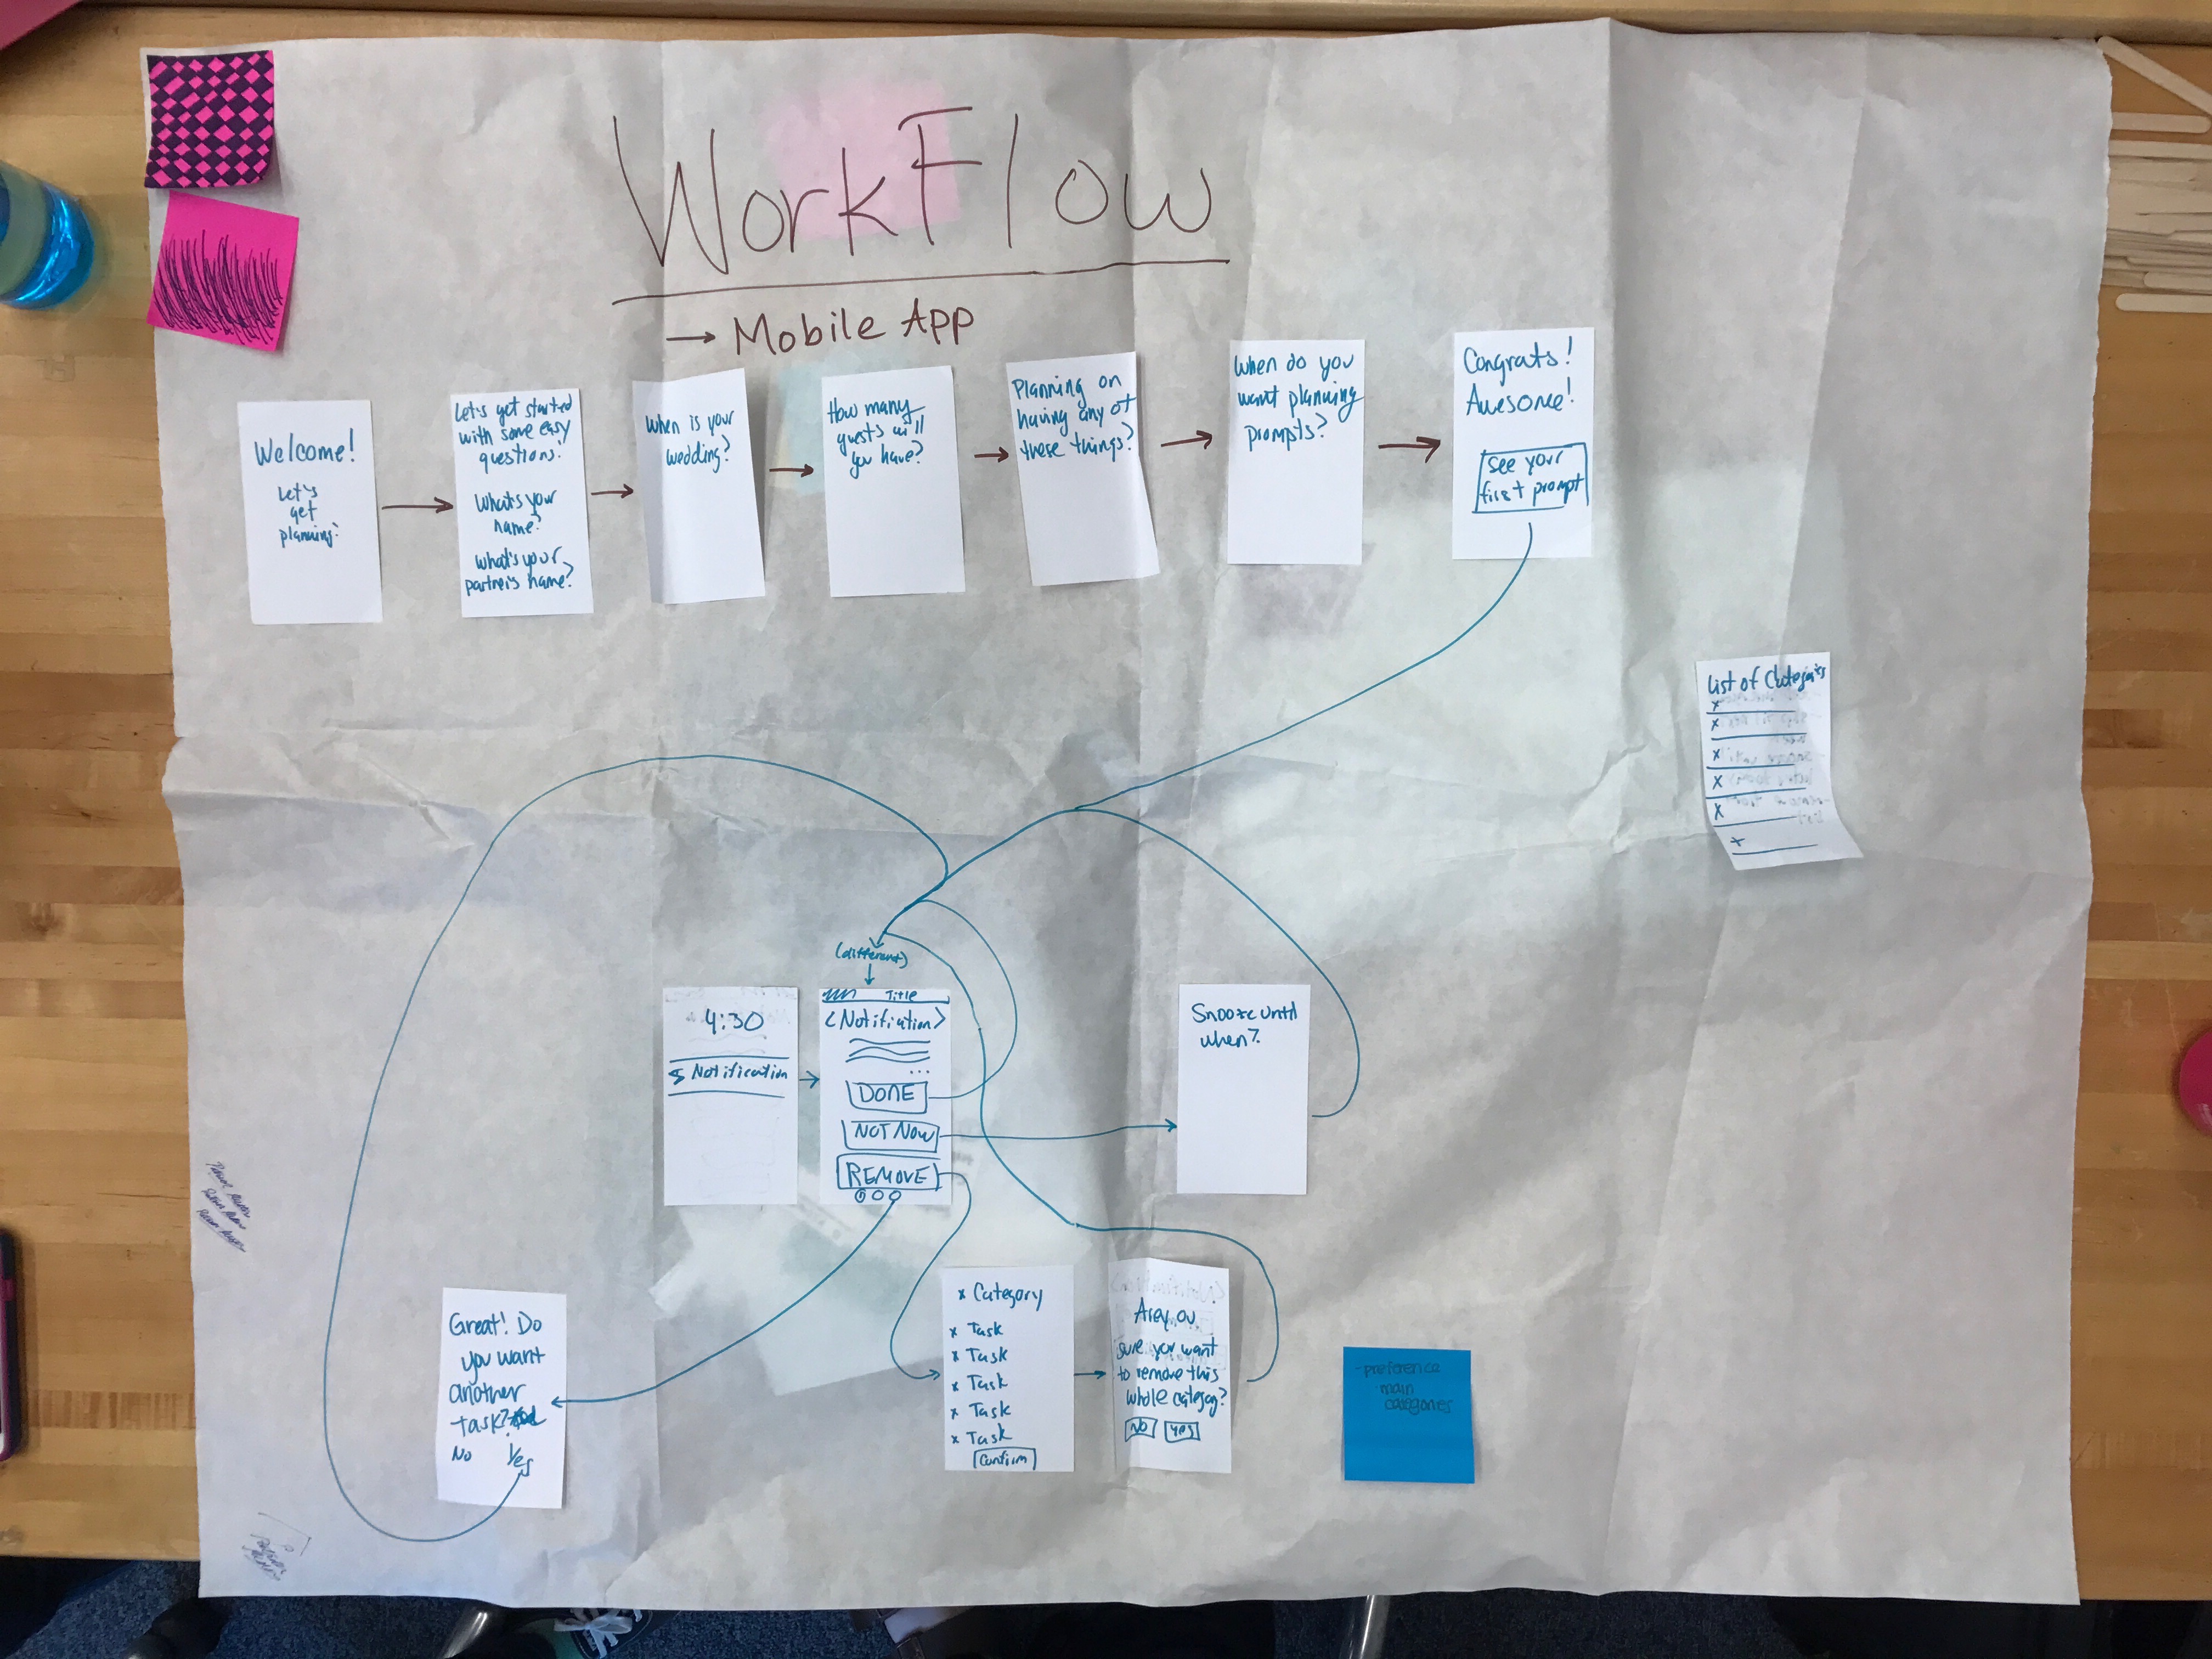 WorkFlow
→ Mobile App
Welcome!
Let's
get
planning!
Let's get started
with some easy
questions!
What's your
name?
What's your
partner's name?
When is your
wedding?
How many
guests will
you have?
Planning on
having any of
these things?
When do you
want planning
prompts?
Congrats!
Awesome!
see your
first prompt
List of Categories
x
x
x
x
x
+
(different)
4:30
Notification
Title
<Notification>
...
DONE
NOT NOW
REMOVE
Snooze until
when?
Great! Do
you want
another
task?
No Yes
x Category
x Task
x Task
x Task
x Task
x Task
Confirm
Are you
sure you want
to remove this
whole category?
No Yes
-preference
main
categories